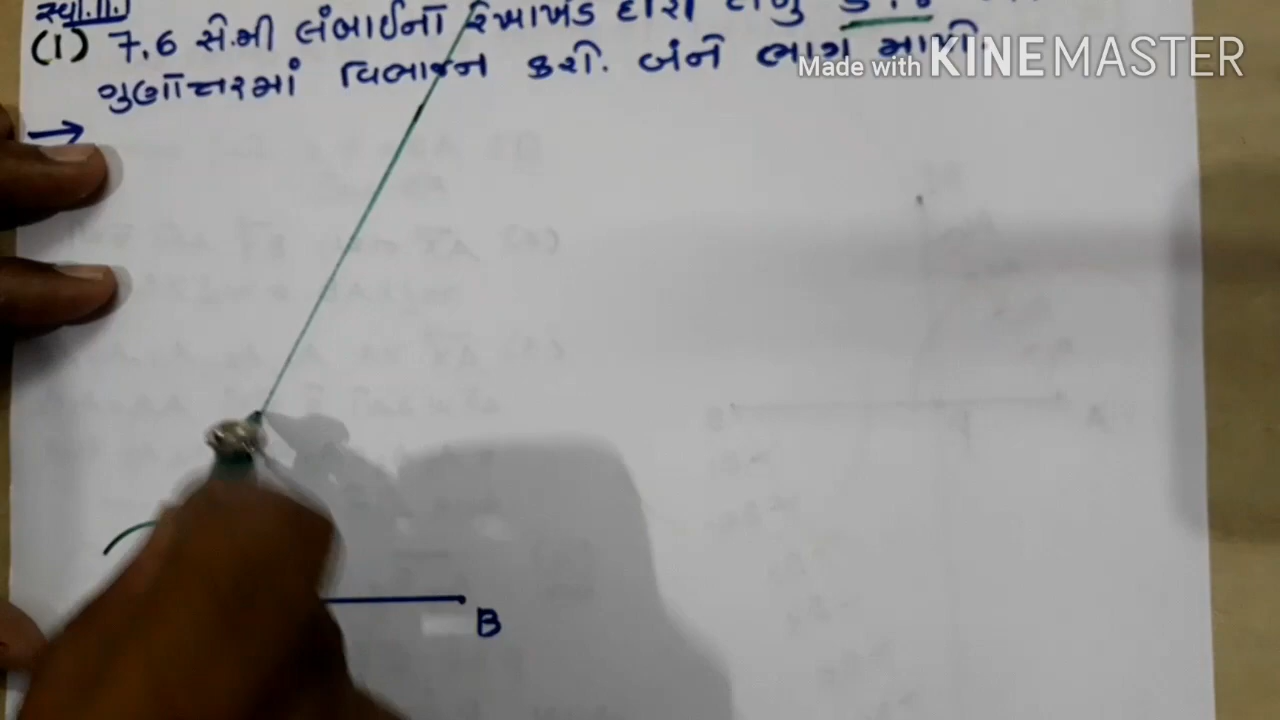 સ્વા.
(1) 7.6 સે.મી લંબાઈનો રેખાખંડ દોરો
ગુણોત્તરમાં વિભાજન કરો. બંને ભાગ માપો.
Made with KINEMASTER
B